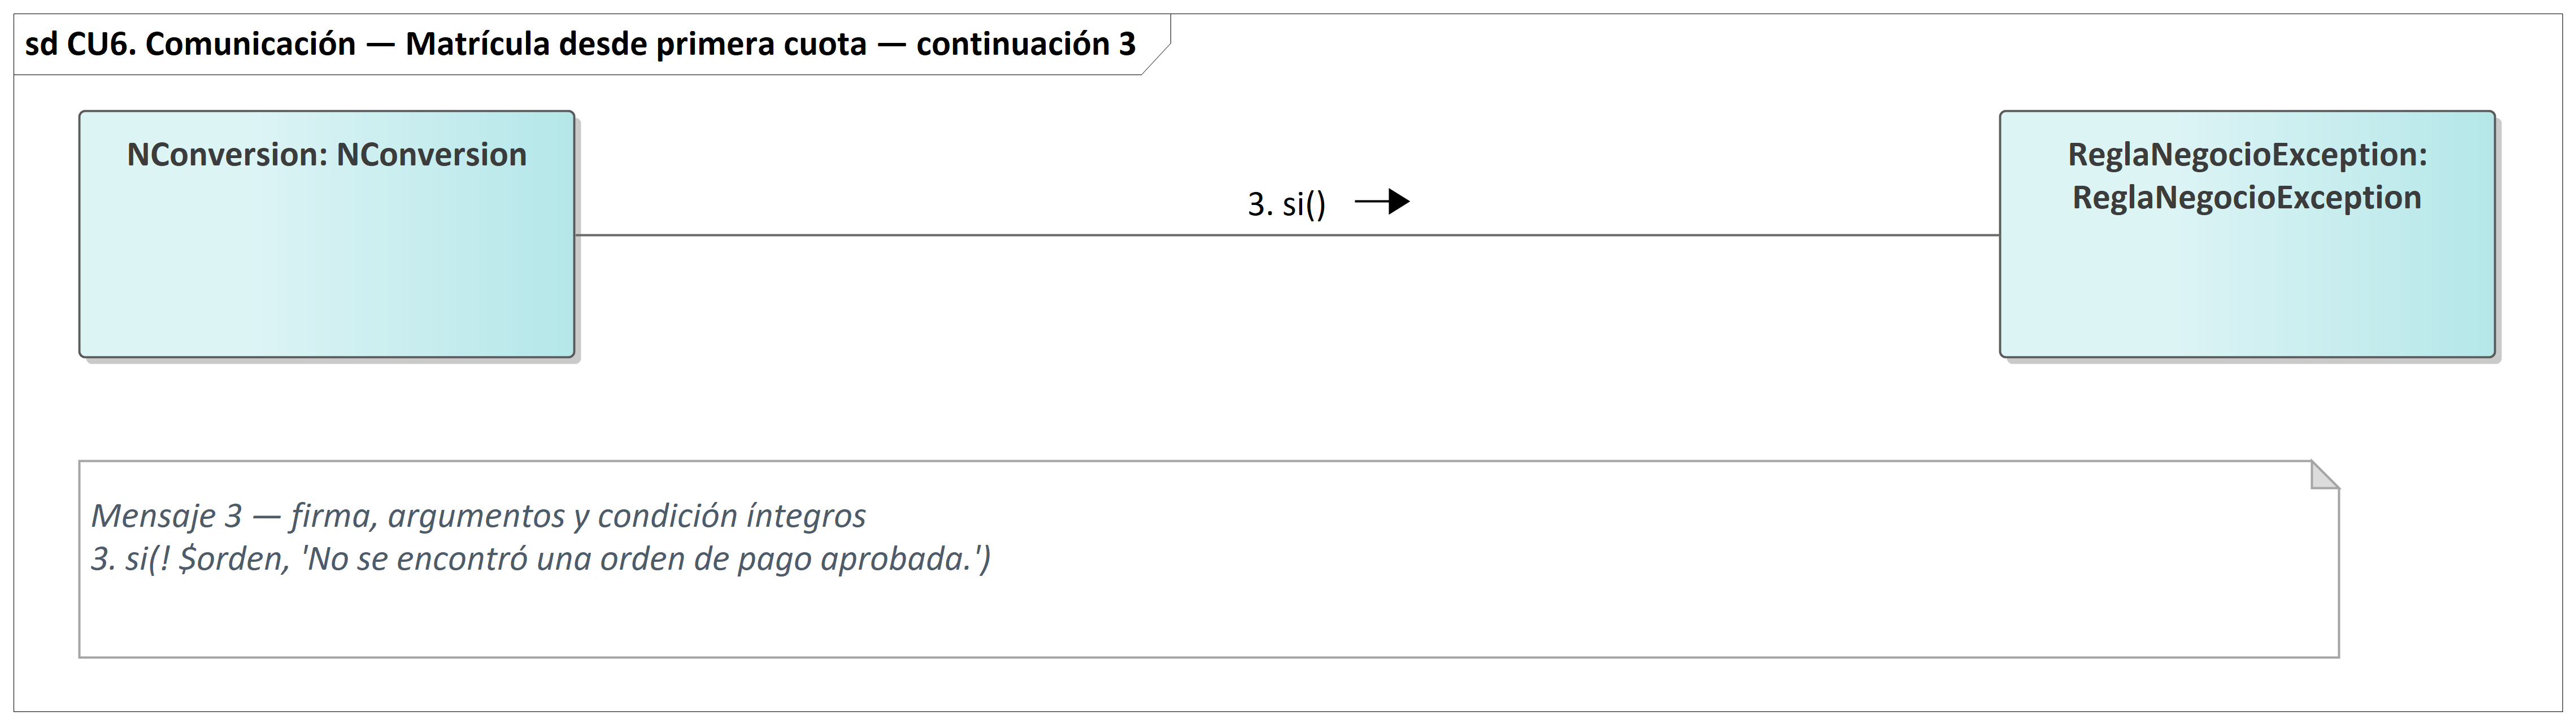 sd CU6. Comunicación — Matrícula desde primera cuota — continuación 3
NConversion: NConversion
ReglaNegocioException:
ReglaNegocioException
3. si()
Mensaje 3 — firma, argumentos y condición íntegros
3. si(! $orden, 'No se encontró una orden de pago aprobada.')